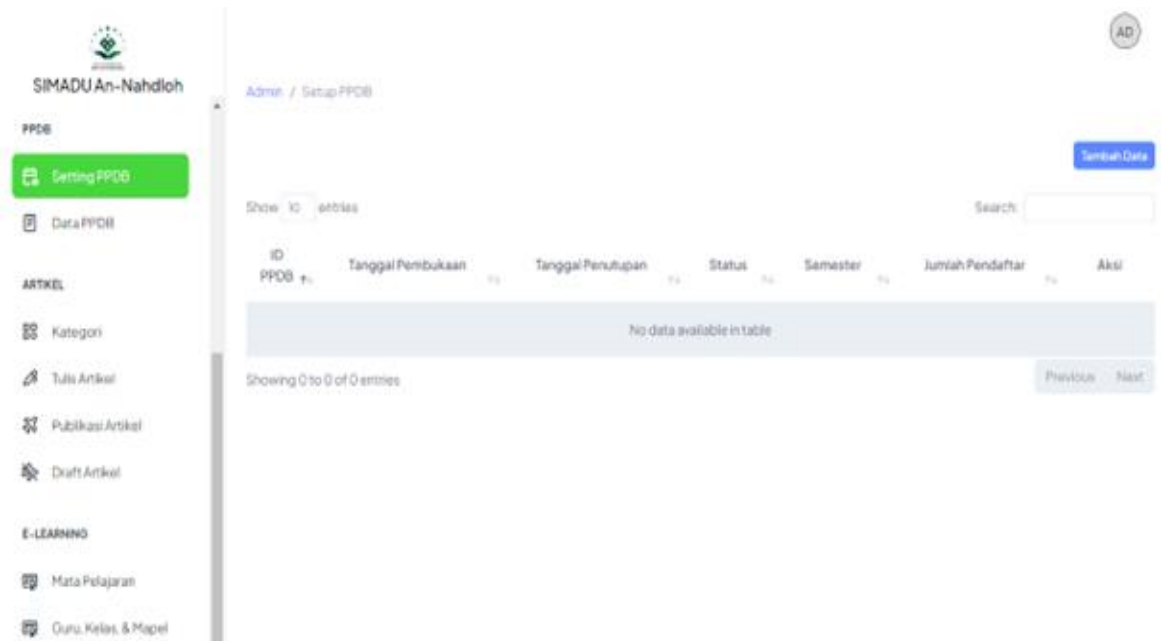 AD
SIMADU An-Nahdloh
Admin / Setup PPDB
PPDB
Setting PPDB
Tambah Data
Data PPDB
Show 10 entries
Search:
ID PPDB
Tanggal Pembukaan
Tanggal Penutupan
Status
Semester
Jumlah Pendaftar
Aksi
ARTIKEL
No data available in table
Kategori
Showing 0 to 0 of 0 entries
Previous Next
Tulis Artikel
Publikasi Artikel
Draft Artikel
E-LEARNING
Mata Pelajaran
Guru, Kelas, & Mapel